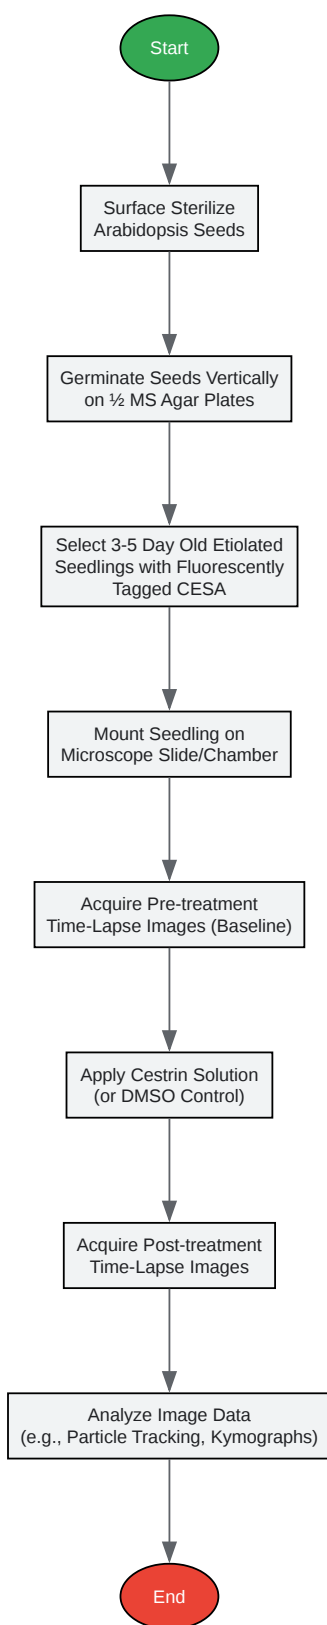 Start
Surface Sterilize
Arabidopsis Seeds
Germinate Seeds Vertically
on ½ MS Agar Plates
Select 3-5 Day Old Etiolated
Seedlings with Fluorescently
Tagged CESA
Mount Seedling on
Microscope Slide/Chamber
Acquire Pre-treatment
Time-Lapse Images (Baseline)
Apply Cestrin Solution
(or DMSO Control)
Acquire Post-treatment
Time-Lapse Images
Analyze Image Data
(e.g., Particle Tracking, Kymographs)
End